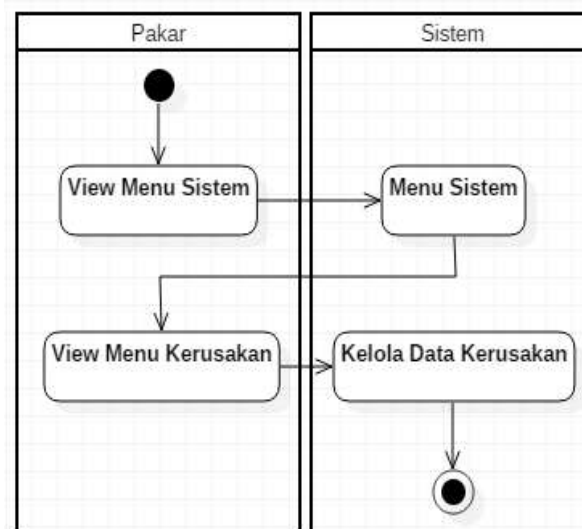 Pakar
Sistem
View Menu Sistem
Menu Sistem
View Menu Kerusakan
Kelola Data Kerusakan